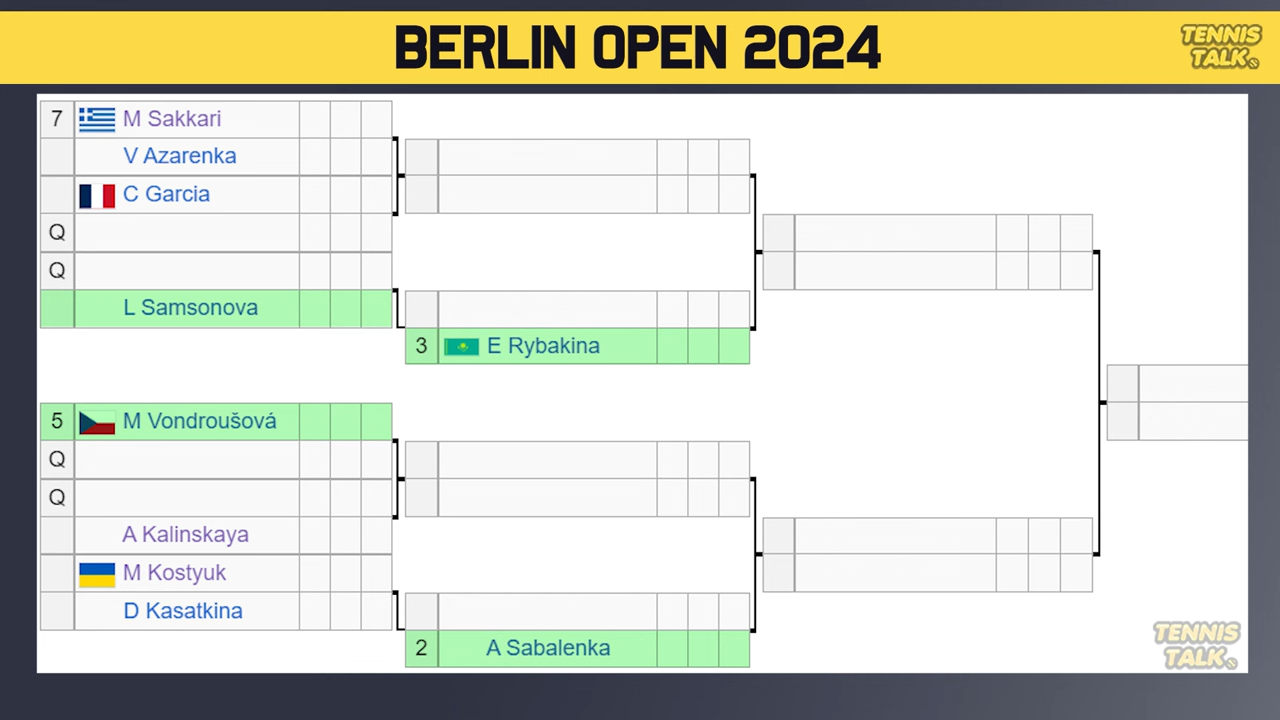 BERLIN OPEN 2024
TENNIS
TALK
7 M Sakkari
V Azarenka
C Garcia
Q
Q
L Samsonova
3 E Rybakina
5 M Vondroušová
Q
Q
A Kalinskaya
M Kostyuk
D Kasatkina
2 A Sabalenka
TENNIS
TALK